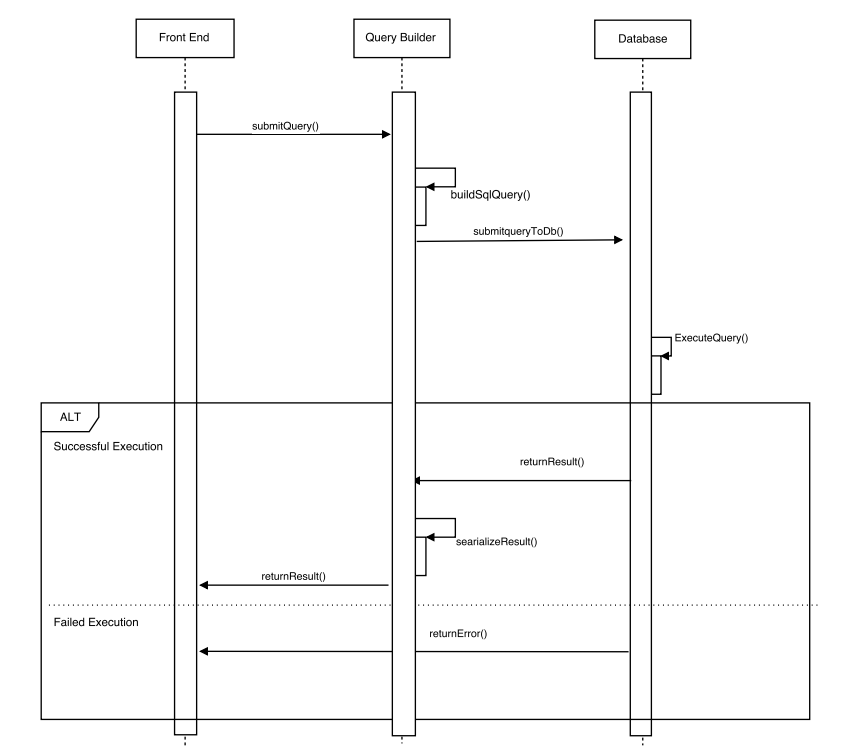 Front End
Query Builder
Database
submitQuery()
buildSqlQuery()
submitqueryToDb()
ExecuteQuery()
ALT
Successful Execution
returnResult()
searializeResult()
returnResult()
Failed Execution
returnError()